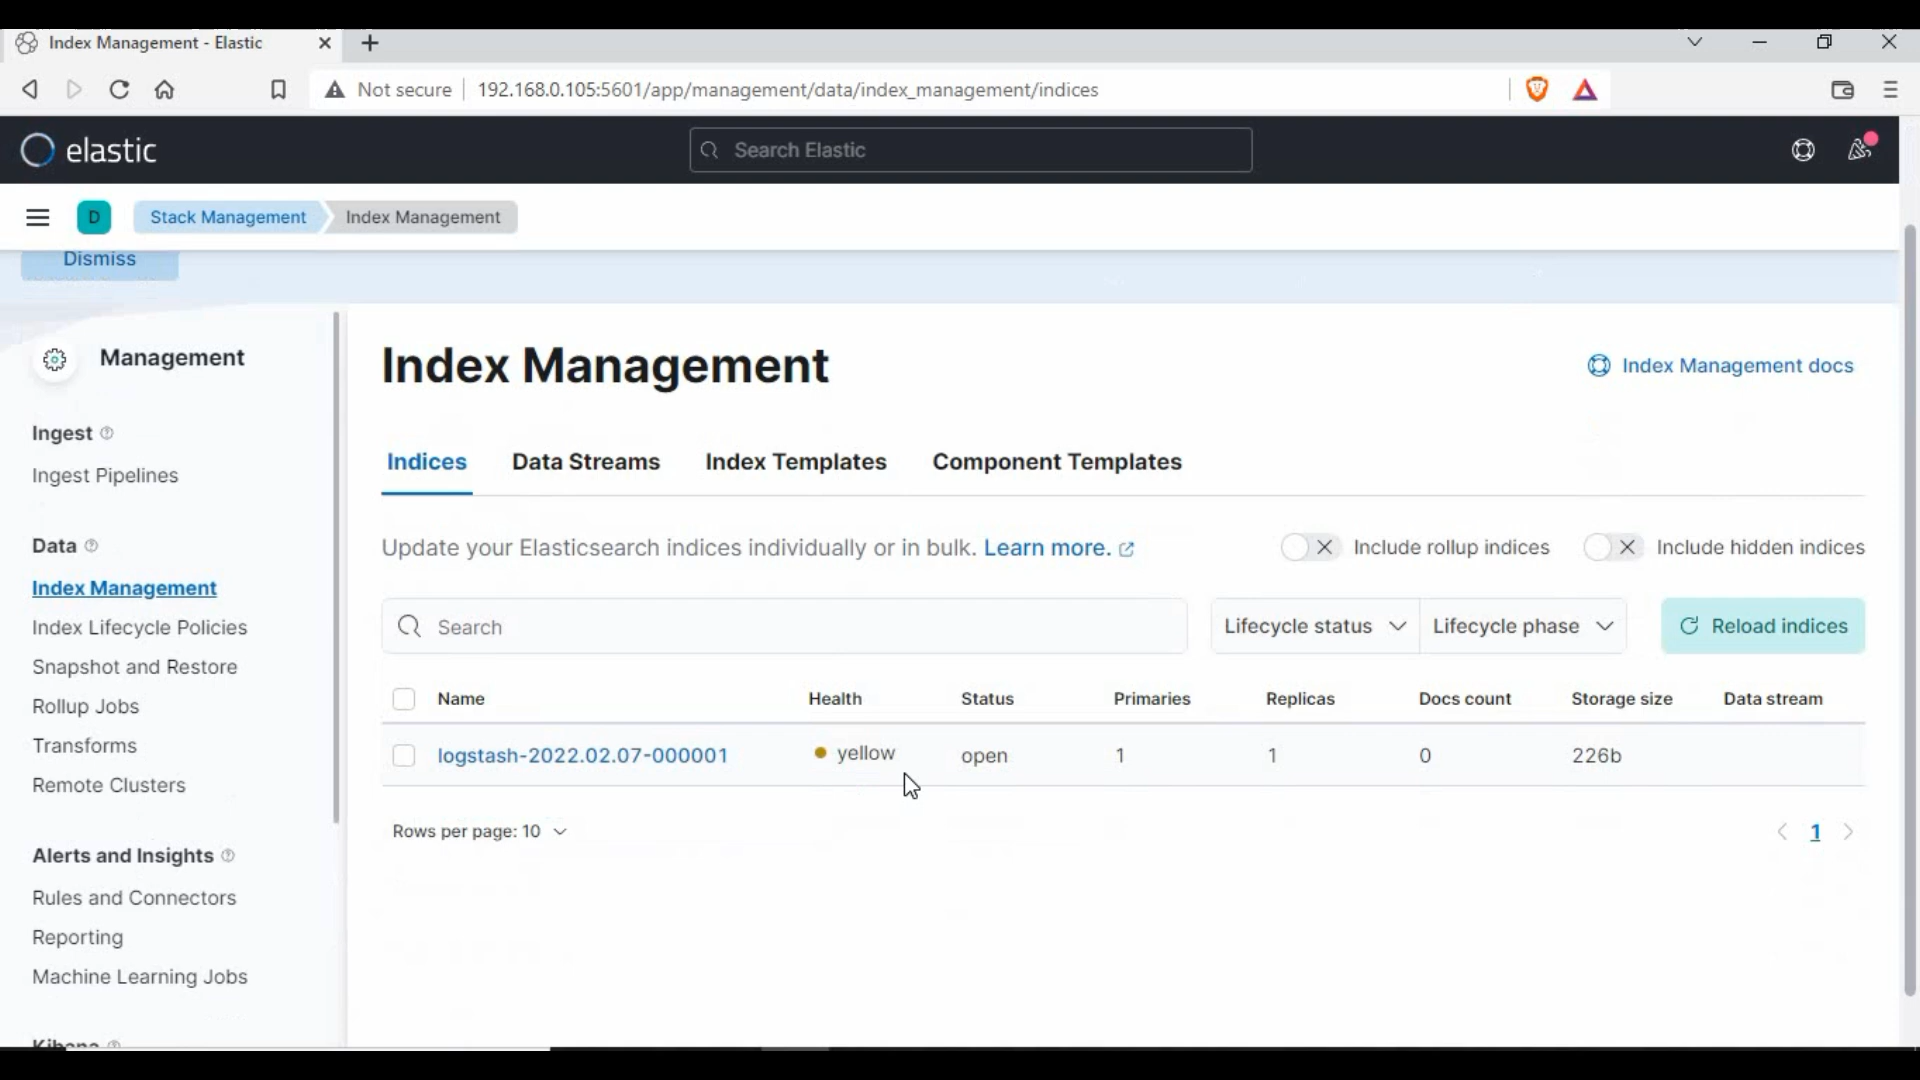 Index Management - Elastic
Not secure 192.168.0.105:5601/app/management/data/index_management/indices
elastic
Search Elastic
D
Stack Management
Index Management
Dismiss
Management
Ingest
Ingest Pipelines
Data
Index Management
Index Lifecycle Policies
Snapshot and Restore
Rollup Jobs
Transforms
Remote Clusters
Alerts and Insights
Rules and Connectors
Reporting
Machine Learning Jobs
Kibana
Index Management
Index Management docs
Indices Data Streams Index Templates Component Templates
Update your Elasticsearch indices individually or in bulk. Learn more.
Include rollup indices
Include hidden indices
Search
Lifecycle status
Lifecycle phase
Reload indices
Name Health Status Primaries Replicas Docs count Storage size Data stream
logstash-2022.02.07-000001 yellow open 1 1 0 226b
Rows per page: 10
1